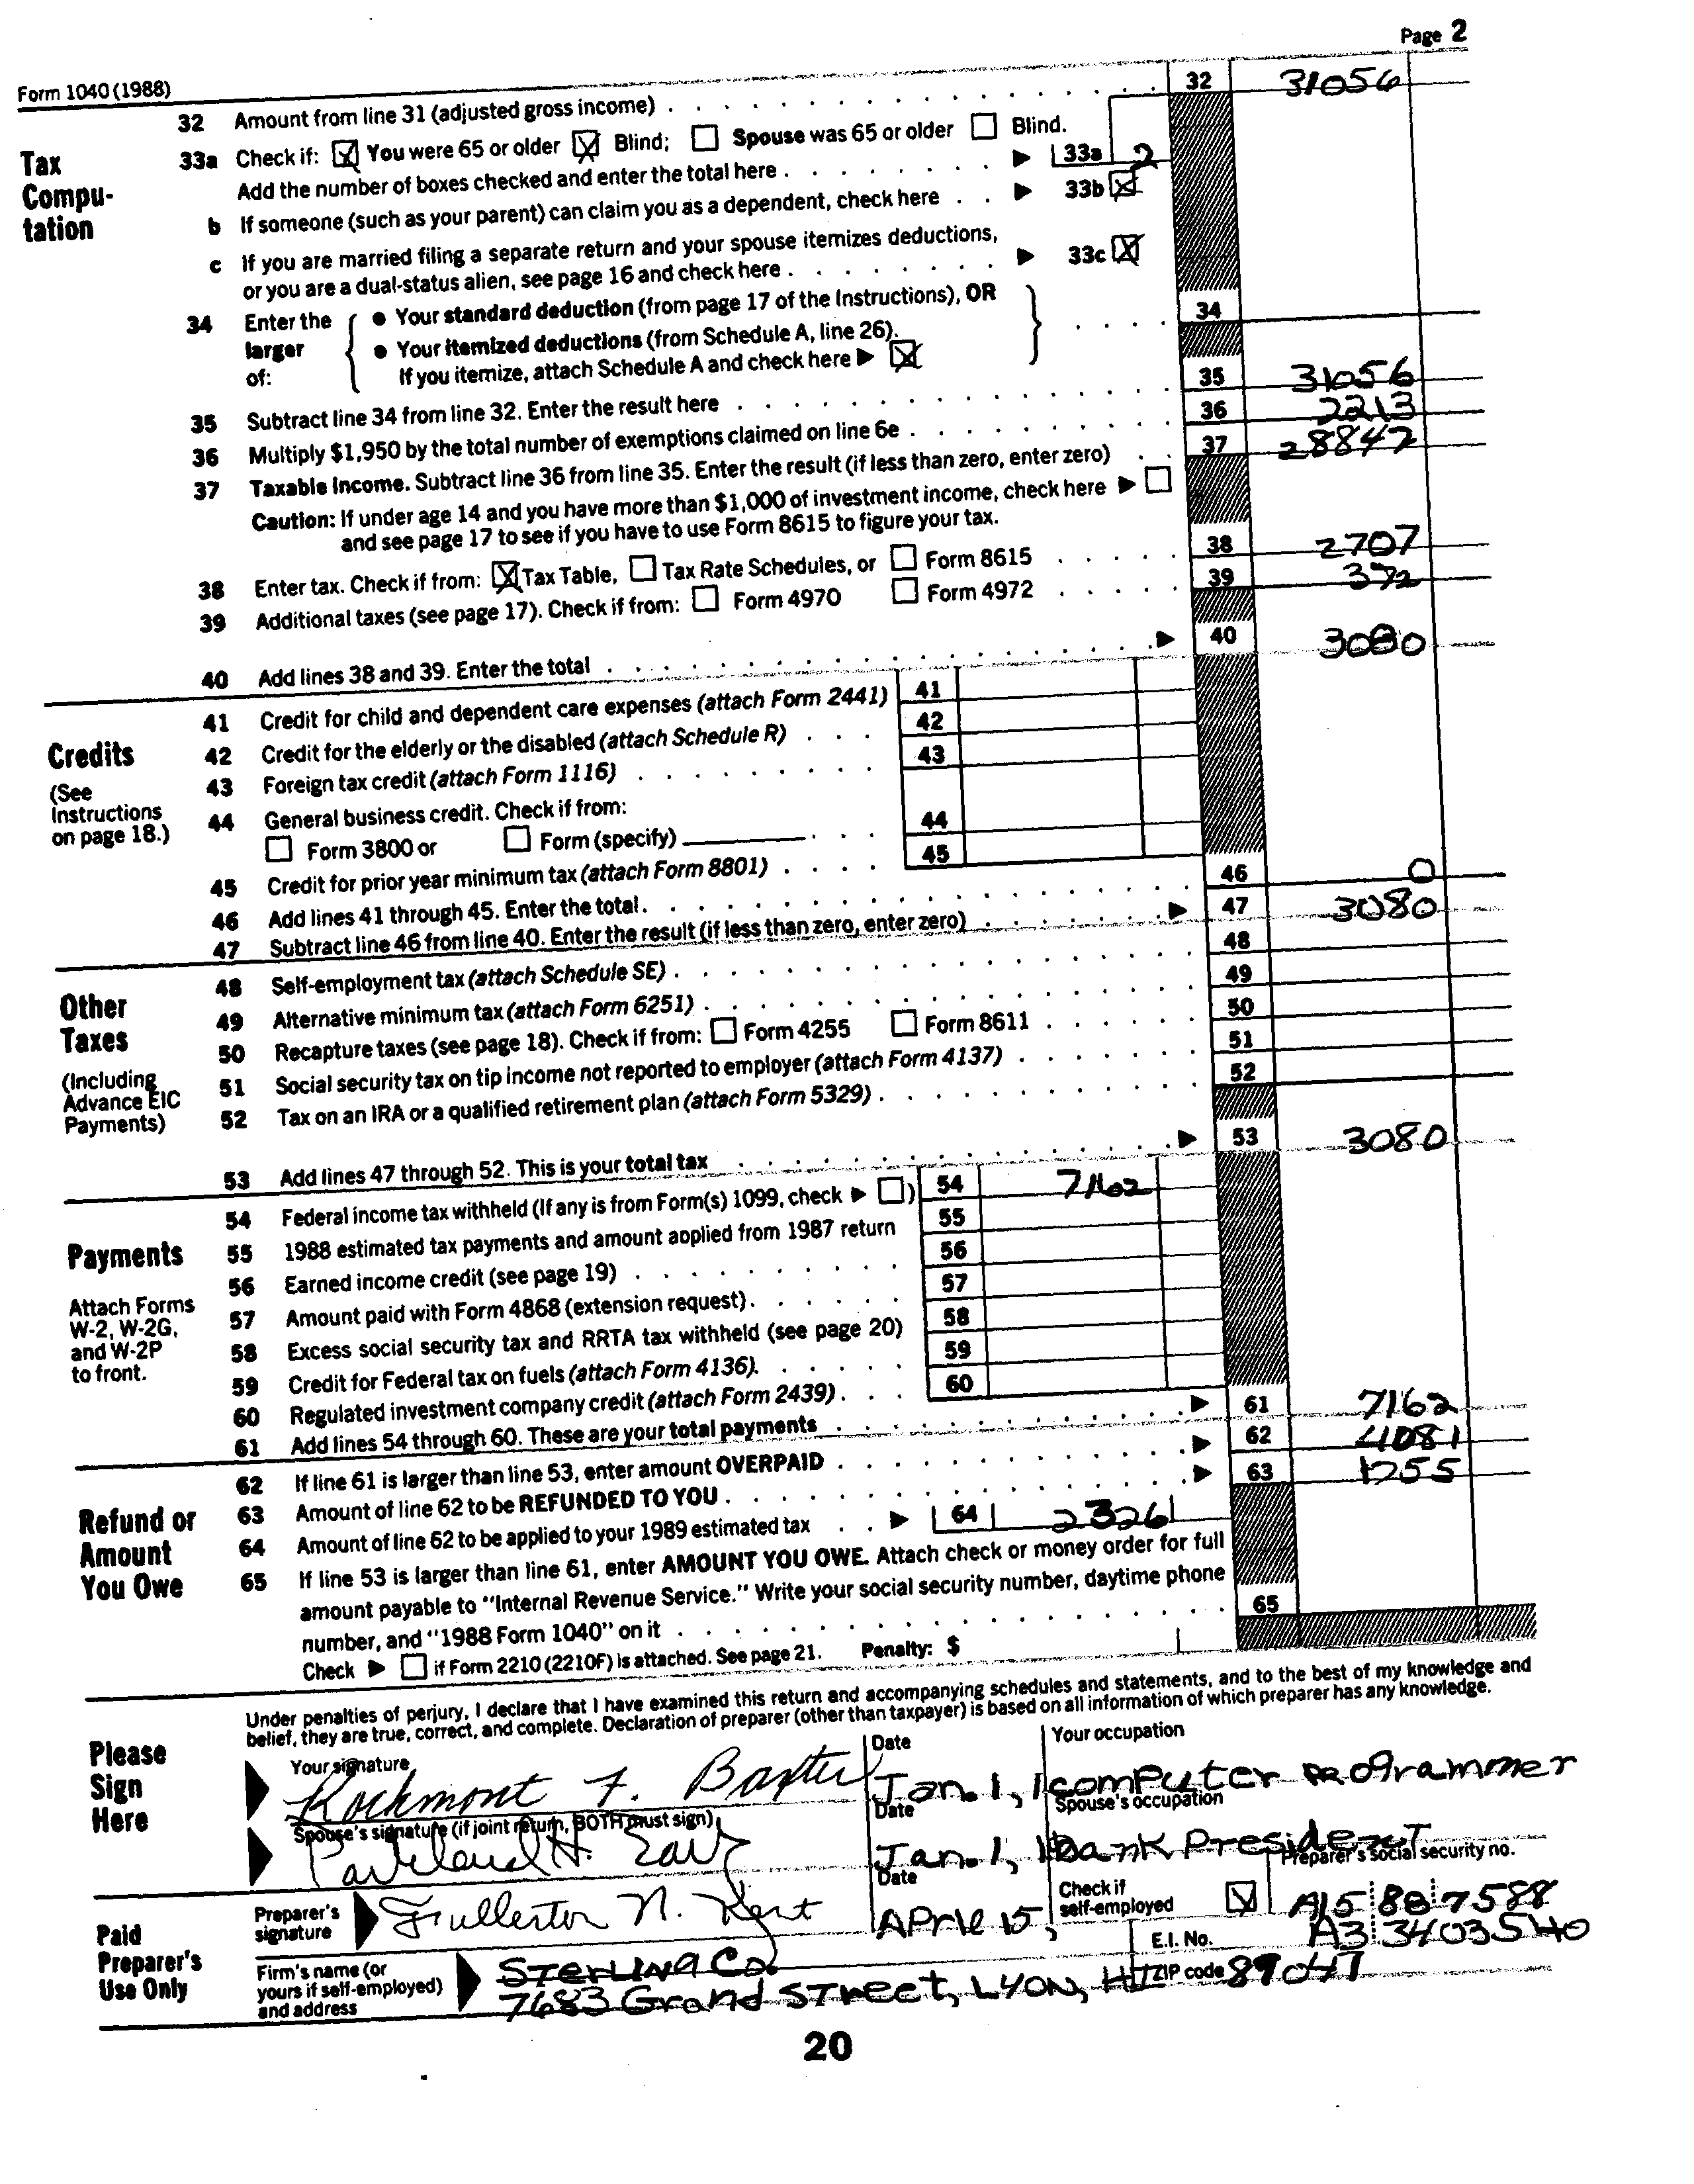 Page 2
Form 1040 (1988)
32 Amount from line 31 (adjusted gross income) 32 31056
Tax Compu-tation
33a Check if: You were 65 or older Blind; Spouse was 65 or older Blind.
Add the number of boxes checked and enter the total here 33a 2
b If someone (such as your parent) can claim you as a dependent, check here 33b
c If you are married filing a separate return and your spouse itemizes deductions,
or you are a dual-status alien, see page 16 and check here 33c
34 Enter the larger of: • Your standard deduction (from page 17 of the Instructions), OR 34
• Your itemized deductions (from Schedule A, line 26).
If you itemize, attach Schedule A and check here
35 Subtract line 34 from line 32. Enter the result here 35 31056
36 Multiply $1,950 by the total number of exemptions claimed on line 6e 36 2213
37 Taxable income. Subtract line 36 from line 35. Enter the result (if less than zero, enter zero) 37 28842
Caution: If under age 14 and you have more than $1,000 of investment income, check here
and see page 17 to see if you have to use Form 8615 to figure your tax.
38 Enter tax. Check if from: Tax Table, Tax Rate Schedules, or Form 8615 38 2707
39 Additional taxes (see page 17). Check if from: Form 4970 Form 4972 39 372
40 Add lines 38 and 39. Enter the total 40 3080
Credits
(See Instructions on page 18.)
41 Credit for child and dependent care expenses (attach Form 2441) 41
42 Credit for the elderly or the disabled (attach Schedule R) 42
43 Foreign tax credit (attach Form 1116) 43
44 General business credit. Check if from:
Form 3800 or Form (specify) 44
45 Credit for prior year minimum tax (attach Form 8801) 45
46 Add lines 41 through 45. Enter the total 46 0
47 Subtract line 46 from line 40. Enter the result (if less than zero, enter zero) 47 3080
Other Taxes
(Including Advance EIC Payments)
48 Self-employment tax (attach Schedule SE) 48
49 Alternative minimum tax (attach Form 6251) 49
50 Recapture taxes (see page 18). Check if from: Form 4255 Form 8611 50
51 Social security tax on tip income not reported to employer (attach Form 4137) 51
52 Tax on an IRA or a qualified retirement plan (attach Form 5329) 52
53 Add lines 47 through 52. This is your total tax 53 3080
Payments
Attach Forms W-2, W-2G, and W-2P to front.
54 Federal income tax withheld (If any is from Form(s) 1099, check ) 54 7162
55 1988 estimated tax payments and amount applied from 1987 return 55
56 Earned income credit (see page 19) 56
57 Amount paid with Form 4868 (extension request) 57
58 Excess social security tax and RRTA tax withheld (see page 20) 58
59 Credit for Federal tax on fuels (attach Form 4136) 59
60 Regulated investment company credit (attach Form 2439) 60
61 Add lines 54 through 60. These are your total payments 61 7162
Refund or Amount You Owe
62 If line 61 is larger than line 53, enter amount OVERPAID 62 4081
63 Amount of line 62 to be REFUNDED TO YOU 63 1755
64 Amount of line 62 to be applied to your 1989 estimated tax 64 2326
65 If line 53 is larger than line 61, enter AMOUNT YOU OWE. Attach check or money order for full
amount payable to "Internal Revenue Service." Write your social security number, daytime phone
number, and "1988 Form 1040" on it 65
Check if Form 2210 (2210F) is attached. See page 21. Penalty: $
Please Sign Here
Under penalties of perjury, I declare that I have examined this return and accompanying schedules and statements, and to the best of my knowledge and
belief, they are true, correct, and complete. Declaration of preparer (other than taxpayer) is based on all information of which preparer has any knowledge.
Your signature Date Your occupation
Rockmont F. Baxter Jan. 1, 1 computer programmer
Spouse's signature (if joint return, BOTH must sign) Date Spouse's occupation
Jan. 1, 1 bank president
Paid Preparer's Use Only
Preparer's signature Date Check if self-employed Preparer's social security no.
Fullerton N. Kent Aprile 15, A15 88 7588
Firm's name (or yours if self-employed) and address E.I. No. A3 3403540
Sterling Co.
7683 Grand Street, Lyon, HI ZIP code 89047
20